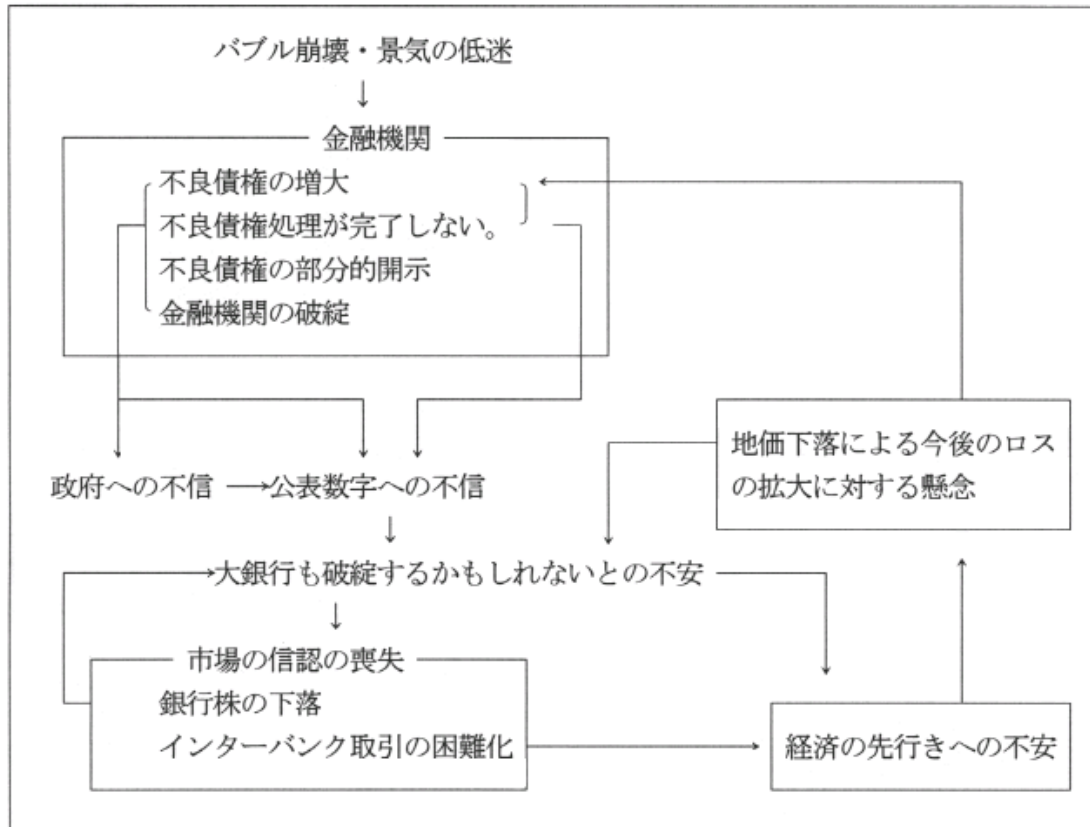 バブル崩壊・景気の低迷
金融機関
不良債権の増大
不良債権処理が完了しない。
不良債権の部分的開示
金融機関の破綻
地価下落による今後のロス
の拡大に対する懸念
政府への不信
公表数字への不信
大銀行も破綻するかもしれないとの不安
市場の信認の喪失
銀行株の下落
インターバンク取引の困難化
経済の先行きへの不安